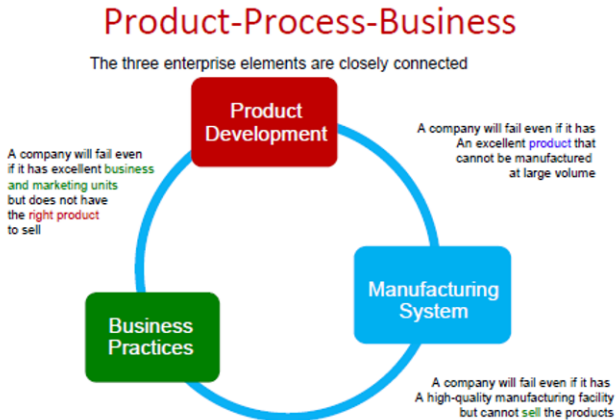 Product-Process-Business
The three enterprise elements are closely connected
Product
Development
A company will fail even if it has
An excellent product that
cannot be manufactured
at large volume
A company will fail even
if it has excellent business
and marketing units
but does not have
the right product
to sell
Manufacturing
System
Business
Practices
A company will fail even if it has
A high-quality manufacturing facility
but cannot sell the products